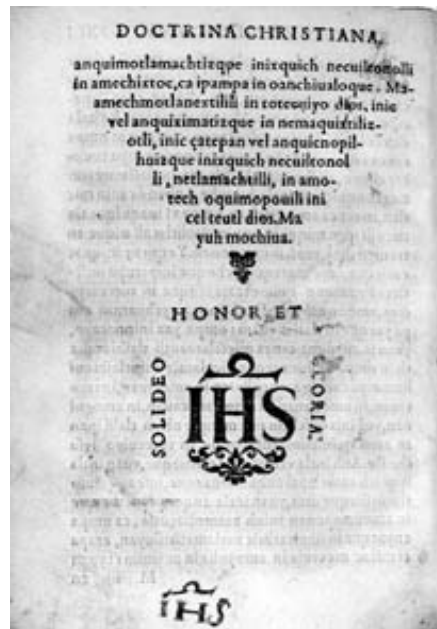 DOCTRINA CHRISTIANA,
anquimotlamachtizque inixquich necuiltonolli
in amechixtoc, ca ipampa in oanchiualoque. Ma-
amechmotlanextilili in totecuiyo dios, inic
vel anquiximatizque in nemaquixtiliz-
otli, inic çatepan vel anquicnopil-
huizque inixquich necuiltonol
li, netlamachtilli, in amo-
tech oquimopouili ini
cel teutl dios. Ma
yuh mochiua.
HONOR ET
SOLI DEO
GLORIA.
IHS
IHS